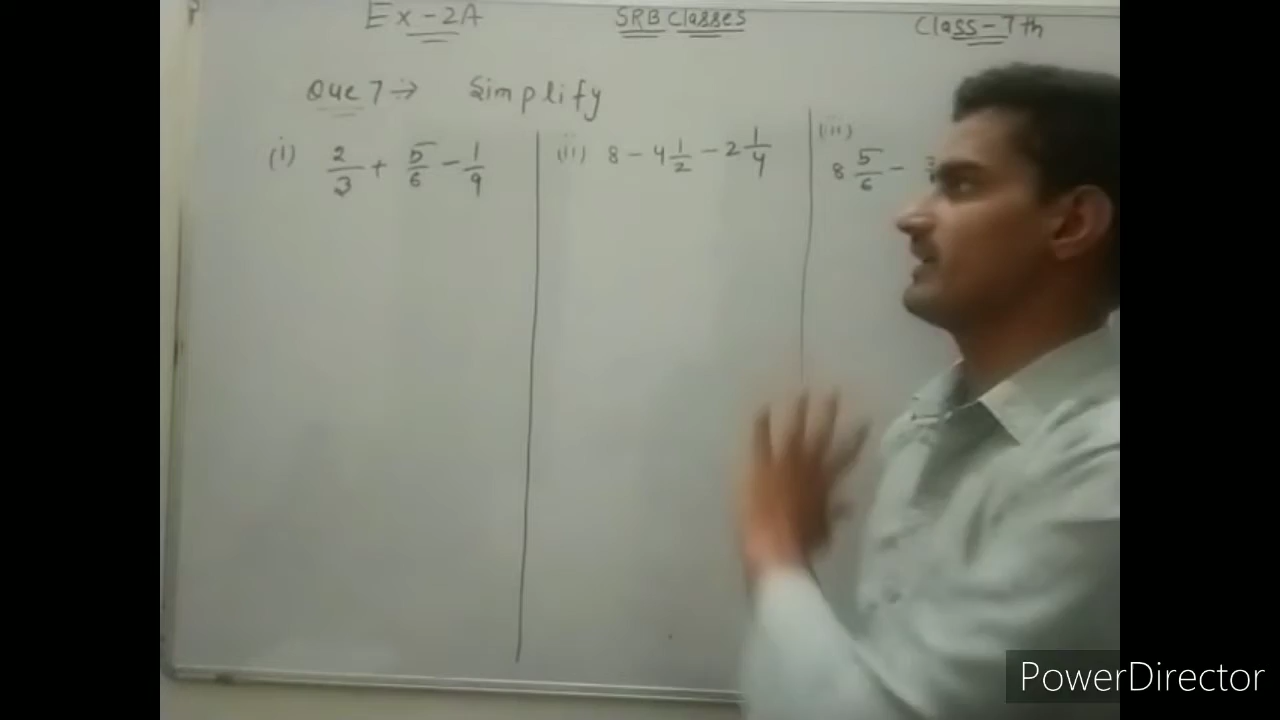 Ex-2A SRB Classes Class-7th
Que 7→ Simplify
(i) 2/3 + 5/6 - 1/9 (ii) 8 - 4 1/2 - 2 1/4 (iii) 8 5/6 -
PowerDirector